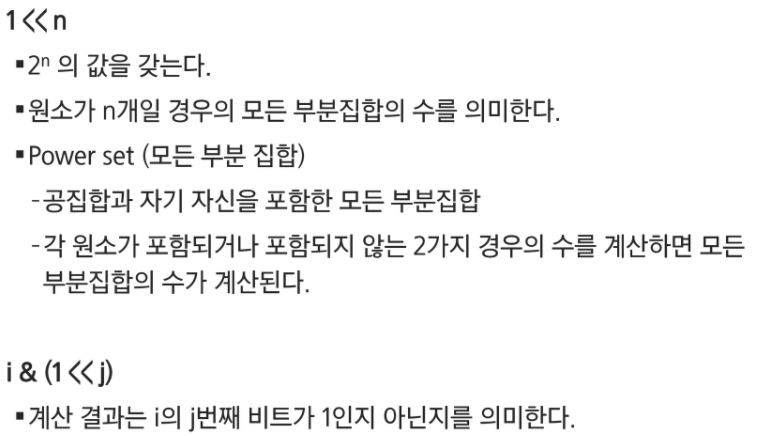 1<<n
▪2ⁿ 의 값을 갖는다.
▪원소가 n개일 경우의 모든 부분집합의 수를 의미한다.
▪Power set (모든 부분 집합)
-공집합과 자기 자신을 포함한 모든 부분집합
-각 원소가 포함되거나 포함되지 않는 2가지 경우의 수를 계산하면 모든
부분집합의 수가 계산된다.
i & (1<<j)
▪계산 결과는 i의 j번째 비트가 1인지 아닌지를 의미한다.